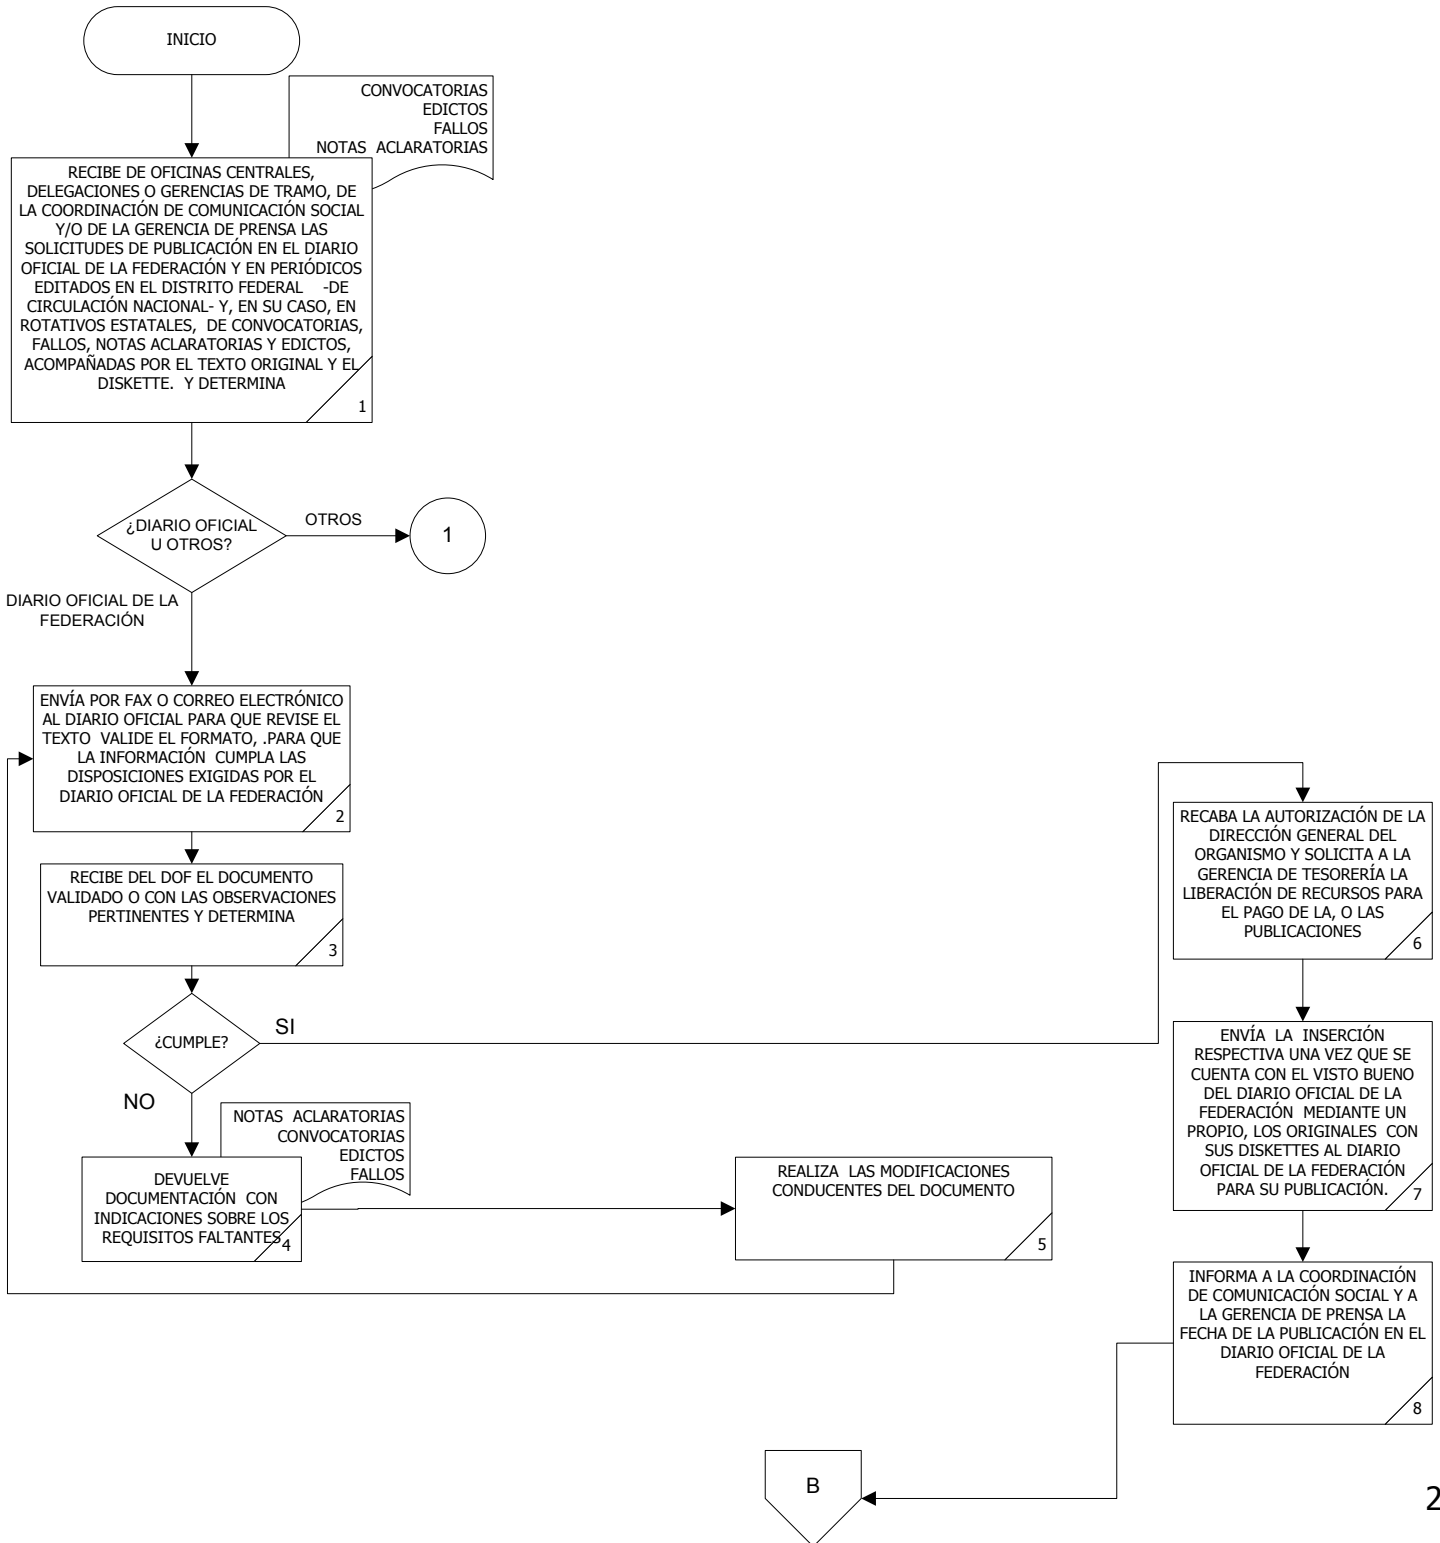 INICIO
CONVOCATORIAS
EDICTOS
FALLOS
NOTAS ACLARATORIAS
RECIBE DE OFICINAS CENTRALES,
DELEGACIONES O GERENCIAS DE TRAMO, DE
LA COORDINACIÓN DE COMUNICACIÓN SOCIAL
Y/O DE LA GERENCIA DE PRENSA LAS
SOLICITUDES DE PUBLICACIÓN EN EL DIARIO
OFICIAL DE LA FEDERACIÓN Y EN PERIÓDICOS
EDITADOS EN EL DISTRITO FEDERAL -DE
CIRCULACIÓN NACIONAL- Y, EN SU CASO, EN
ROTATIVOS ESTATALES, DE CONVOCATORIAS,
FALLOS, NOTAS ACLARATORIAS Y EDICTOS,
ACOMPAÑADAS POR EL TEXTO ORIGINAL Y EL
DISKETTE. Y DETERMINA
1
¿DIARIO OFICIAL
U OTROS?
OTROS
1
DIARIO OFICIAL DE LA
FEDERACIÓN
ENVÍA POR FAX O CORREO ELECTRÓNICO
AL DIARIO OFICIAL PARA QUE REVISE EL
TEXTO VALIDE EL FORMATO, .PARA QUE
LA INFORMACIÓN CUMPLA LAS
DISPOSICIONES EXIGIDAS POR EL
DIARIO OFICIAL DE LA FEDERACIÓN
2
RECIBE DEL DOF EL DOCUMENTO
VALIDADO O CON LAS OBSERVACIONES
PERTINENTES Y DETERMINA
3
¿CUMPLE?
SI
NO
NOTAS ACLARATORIAS
CONVOCATORIAS
EDICTOS
FALLOS
DEVUELVE
DOCUMENTACIÓN CON
INDICACIONES SOBRE LOS
REQUISITOS FALTANTES
4
REALIZA LAS MODIFICACIONES
CONDUCENTES DEL DOCUMENTO
5
RECABA LA AUTORIZACIÓN DE LA
DIRECCIÓN GENERAL DEL
ORGANISMO Y SOLICITA A LA
GERENCIA DE TESORERÍA LA
LIBERACIÓN DE RECURSOS PARA
EL PAGO DE LA, O LAS
PUBLICACIONES
6
ENVÍA LA INSERCIÓN
RESPECTIVA UNA VEZ QUE SE
CUENTA CON EL VISTO BUENO
DEL DIARIO OFICIAL DE LA
FEDERACIÓN MEDIANTE UN
PROPIO, LOS ORIGINALES CON
SUS DISKETTES AL DIARIO
OFICIAL DE LA FEDERACIÓN
PARA SU PUBLICACIÓN.
7
INFORMA A LA COORDINACIÓN
DE COMUNICACIÓN SOCIAL Y A
LA GERENCIA DE PRENSA LA
FECHA DE LA PUBLICACIÓN EN EL
DIARIO OFICIAL DE LA
FEDERACIÓN
8
B
2